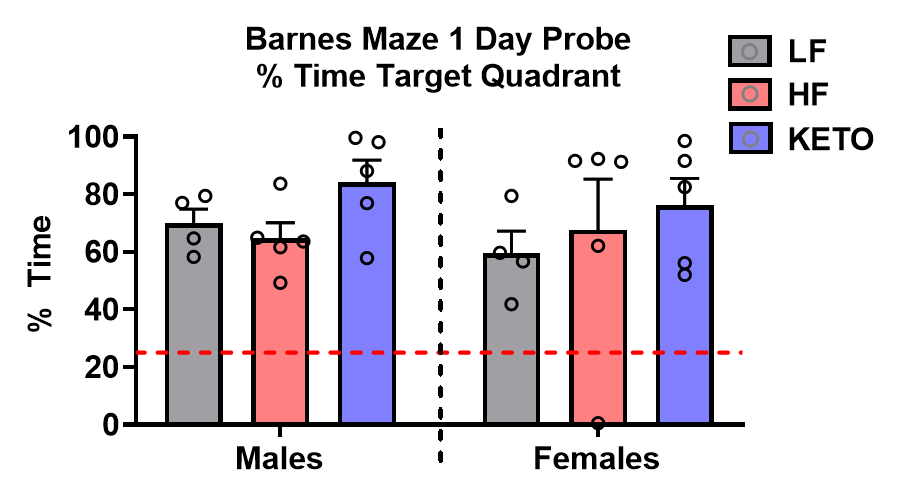 Barnes Maze 1 Day Probe
% Time Target Quadrant
LF
HF
KETO
% Time
100
80
60
40
20
0
Males
Females